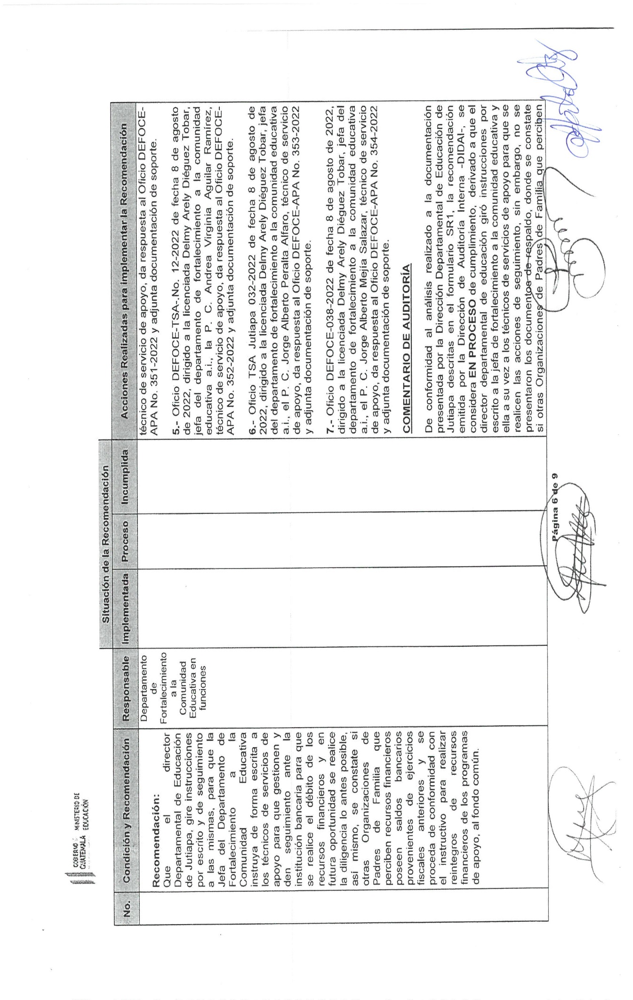 GOBIERNO DE
GUATEMALA
MINISTERIO DE
EDUCACIÓN
Situación de la Recomendación
No.
Condición y Recomendación
Responsable
Implementada
Proceso
Incumplida
Acciones Realizadas para implementar la Recomendación
Recomendación:
Que el director
Departamental de Educación
de Jutiapa, gire instrucciones
por escrito y de seguimiento
a las mismas, para que la
Jefa del Departamento de
Fortalecimiento a la
Comunidad Educativa
instruya de forma escrita a
los técnicos de servicios de
apoyo para que gestionen y
den seguimiento ante la
institución bancaria para que
se realice el débito de los
recursos financieros y en
futura oportunidad se realice
la diligencia lo antes posible,
así mismo, se constate si
otras Organizaciones de
Padres de Familia que
perciben recursos financieros
poseen saldos bancarios
provenientes de ejercicios
fiscales anteriores y se
proceda de conformidad con
el instructivo para realizar
reintegros de recursos
financieros de los programas
de apoyo, al fondo común.
Departamento
de
Fortalecimiento
a la
Comunidad
Educativa en
funciones
técnico de servicio de apoyo, da respuesta al Oficio DEFOCE-
APA No. 351-2022 y adjunta documentación de soporte.
5.- Oficio DEFOCE-TSA-.No. 12-2022 de fecha 8 de agosto
de 2022, dirigido a la licenciada Delmy Arely Diéguez Tobar,
jefa del departamento de fortalecimiento a la comunidad
educativa a.i., la P. C. Andrea Virginia Aguilar Ramírez,
técnico de servicio de apoyo, da respuesta al Oficio DEFOCE-
APA No. 352-2022 y adjunta documentación de soporte.
6.- Oficio TSA Jutiapa 032-2022 de fecha 8 de agosto de
2022, dirigido a la licenciada Delmy Arely Diéguez Tobar, jefa
del departamento de fortalecimiento a la comunidad educativa
a.i., el P. C. Jorge Alberto Peralta Alfaro, técnico de servicio
de apoyo, da respuesta al Oficio DEFOCE-APA No. 353-2022
y adjunta documentación de soporte.
7.- Oficio DEFOCE-038-2022 de fecha 8 de agosto de 2022,
dirigido a la licenciada Delmy Arely Diéguez Tobar, jefa del
departamento de fortalecimiento a la comunidad educativa
a.i., el P. C. Jorge Alberto Mejía Salazar, técnico de servicio
de apoyo, da respuesta al Oficio DEFOCE-APA No. 354-2022
y adjunta documentación de soporte.
COMENTARIO DE AUDITORÍA
De conformidad al análisis realizado a la documentación
presentada por la Dirección Departamental de Educación de
Jutiapa descritas en el formulario SR1, la recomendación
emitida por la Dirección de Auditoría Interna -DIDAI-, se
considera EN PROCESO de cumplimiento, derivado a que el
director departamental de educación giró instrucciones por
escrito a la jefa de fortalecimiento a la comunidad educativa y
ella a su vez a los técnicos de servicios de apoyo para que se
realicen las acciones de seguimiento, sin embargo, no se
presentaron los documentos de respaldo, donde se constate
si otras Organizaciones de Padres de Familia que perciben
Página 6 de 9